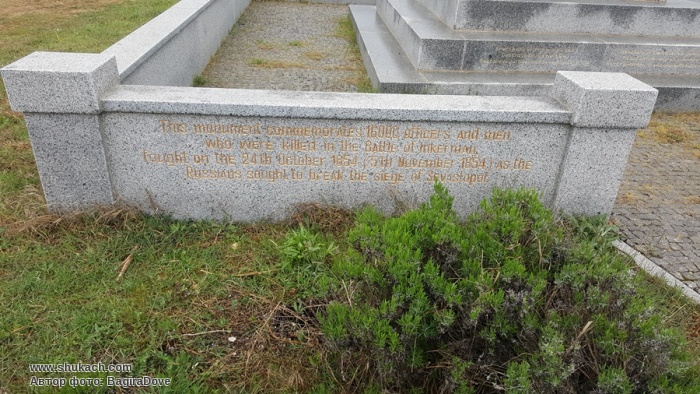 This monument commemorates 16000 officers and men
who were killed in the Battle of Inkerman,
fought on the 24th October 1854 (5th November 1854) as the
Russians sought to break the siege of Sevastopol
www.shukach.com
Автор фото: BagiraDove